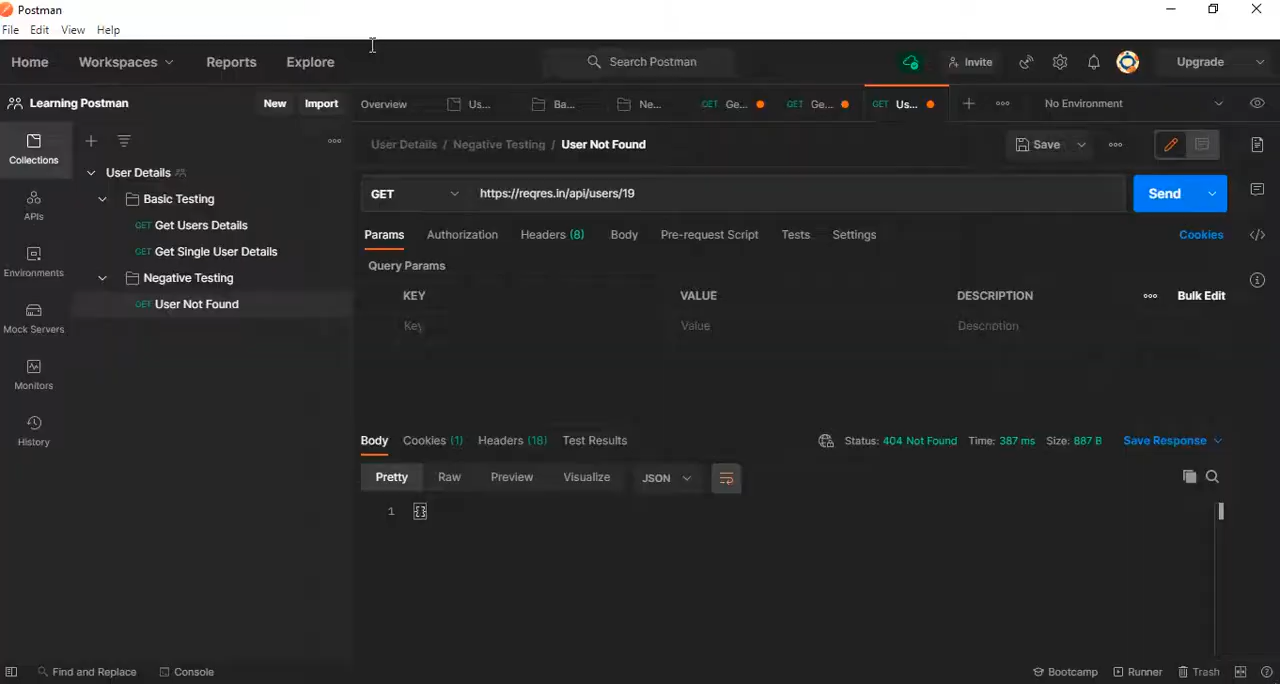 Postman
File Edit View Help
Home Workspaces Reports Explore Search Postman Invite Upgrade
Learning Postman New Import Overview Us... Ba... Ne... GET Ge... GET Ge... GET Us... No Environment
Collections
APIs
Environments
Mock Servers
Monitors
History
User Details
Basic Testing
GET Get Users Details
GET Get Single User Details
Negative Testing
GET User Not Found
User Details / Negative Testing / User Not Found Save
GET https://reqres.in/api/users/19 Send
Params Authorization Headers (8) Body Pre-request Script Tests Settings Cookies
Query Params
KEY VALUE DESCRIPTION Bulk Edit
Key Value Description
Body Cookies (1) Headers (18) Test Results Status: 404 Not Found Time: 387 ms Size: 887 B Save Response
Pretty Raw Preview Visualize JSON
1 {}
Find and Replace Console Bootcamp Runner Trash